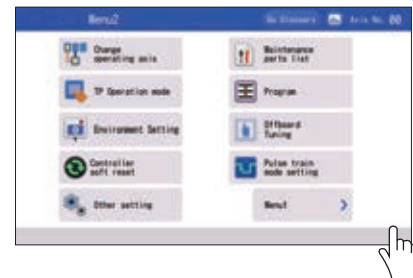 Menu2
No Glossary
Axis No. 00
Change
operating axis
Maintenance
parts list
TP Operation mode
Program
Environment Setting
Offboard
Tuning
Controller
soft reset
Pulse train
mode setting
Other setting
Menu1